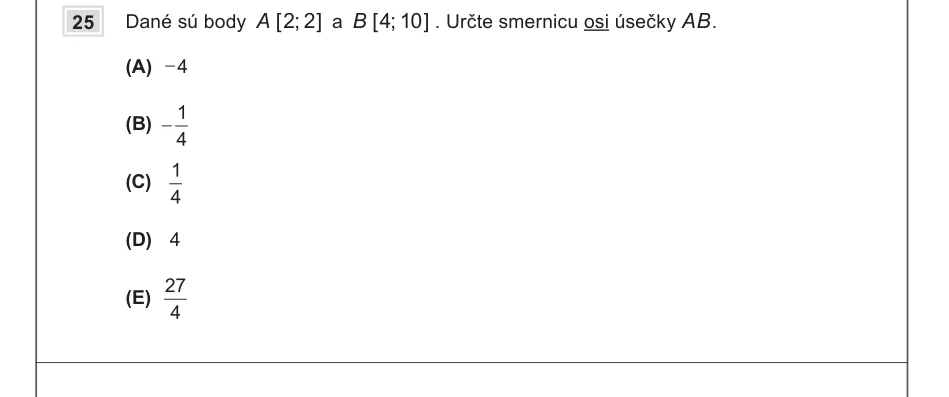 25 Dané sú body A [2; 2] a B [4; 10] . Určte smernicu osi úsečky AB.
(A) −4
(B) −1/4
(C) 1/4
(D) 4
(E) 27/4